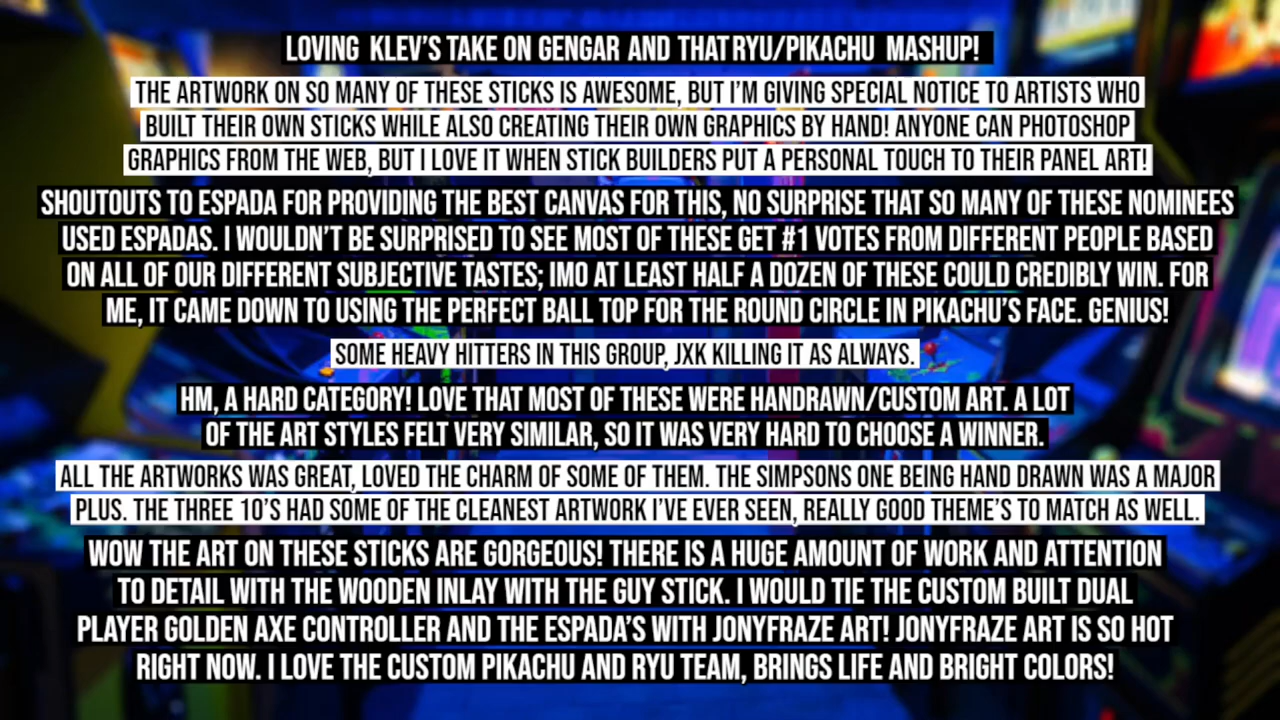 LOVING KLEV'S TAKE ON GENGAR AND THAT RYU/PIKACHU MASHUP!
THE ARTWORK ON SO MANY OF THESE STICKS IS AWESOME, BUT I'M GIVING SPECIAL NOTICE TO ARTISTS WHO
BUILT THEIR OWN STICKS WHILE ALSO CREATING THEIR OWN GRAPHICS BY HAND! ANYONE CAN PHOTOSHOP
GRAPHICS FROM THE WEB, BUT I LOVE IT WHEN STICK BUILDERS PUT A PERSONAL TOUCH TO THEIR PANEL ART!
SHOUTOUTS TO ESPADA FOR PROVIDING THE BEST CANVAS FOR THIS, NO SURPRISE THAT SO MANY OF THESE NOMINEES
USED ESPADAS. I WOULDN'T BE SURPRISED TO SEE MOST OF THESE GET #1 VOTES FROM DIFFERENT PEOPLE BASED
ON ALL OF OUR DIFFERENT SUBJECTIVE TASTES; IMO AT LEAST HALF A DOZEN OF THESE COULD CREDIBLY WIN. FOR
ME, IT CAME DOWN TO USING THE PERFECT BALL TOP FOR THE ROUND CIRCLE IN PIKACHU'S FACE. GENIUS!
SOME HEAVY HITTERS IN THIS GROUP, JXK KILLING IT AS ALWAYS.
HM, A HARD CATEGORY! LOVE THAT MOST OF THESE WERE HANDRAWN/CUSTOM ART. A LOT
OF THE ART STYLES FELT VERY SIMILAR, SO IT WAS VERY HARD TO CHOOSE A WINNER.
ALL THE ARTWORKS WAS GREAT, LOVED THE CHARM OF SOME OF THEM. THE SIMPSONS ONE BEING HAND DRAWN WAS A MAJOR
PLUS. THE THREE 10'S HAD SOME OF THE CLEANEST ARTWORK I'VE EVER SEEN, REALLY GOOD THEME'S TO MATCH AS WELL.
WOW THE ART ON THESE STICKS ARE GORGEOUS! THERE IS A HUGE AMOUNT OF WORK AND ATTENTION
TO DETAIL WITH THE WOODEN INLAY WITH THE GUY STICK. I WOULD TIE THE CUSTOM BUILT DUAL
PLAYER GOLDEN AXE CONTROLLER AND THE ESPADA'S WITH JONYFRAZE ART! JONYFRAZE ART IS SO HOT
RIGHT NOW. I LOVE THE CUSTOM PIKACHU AND RYU TEAM, BRINGS LIFE AND BRIGHT COLORS!